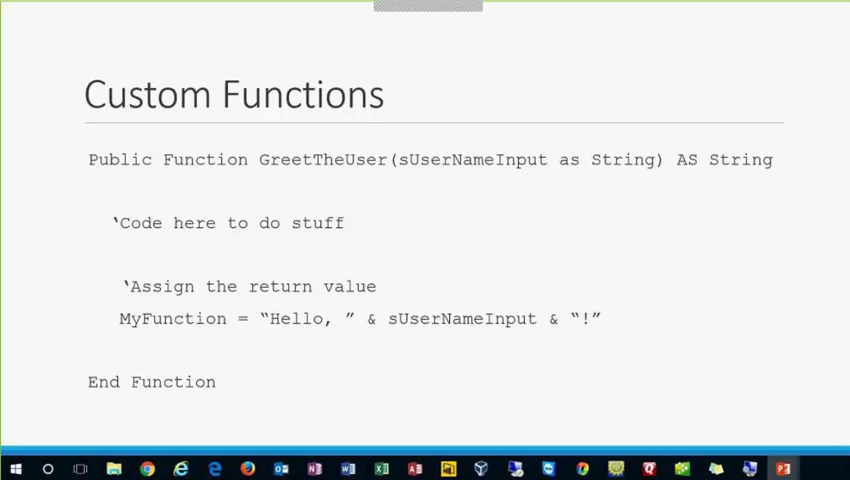 Custom Functions
Public Function GreetTheUser(sUserNameInput as String) AS String
‛Code here to do stuff
‛Assign the return value
MyFunction = “Hello, ” & sUserNameInput & “!”
End Function